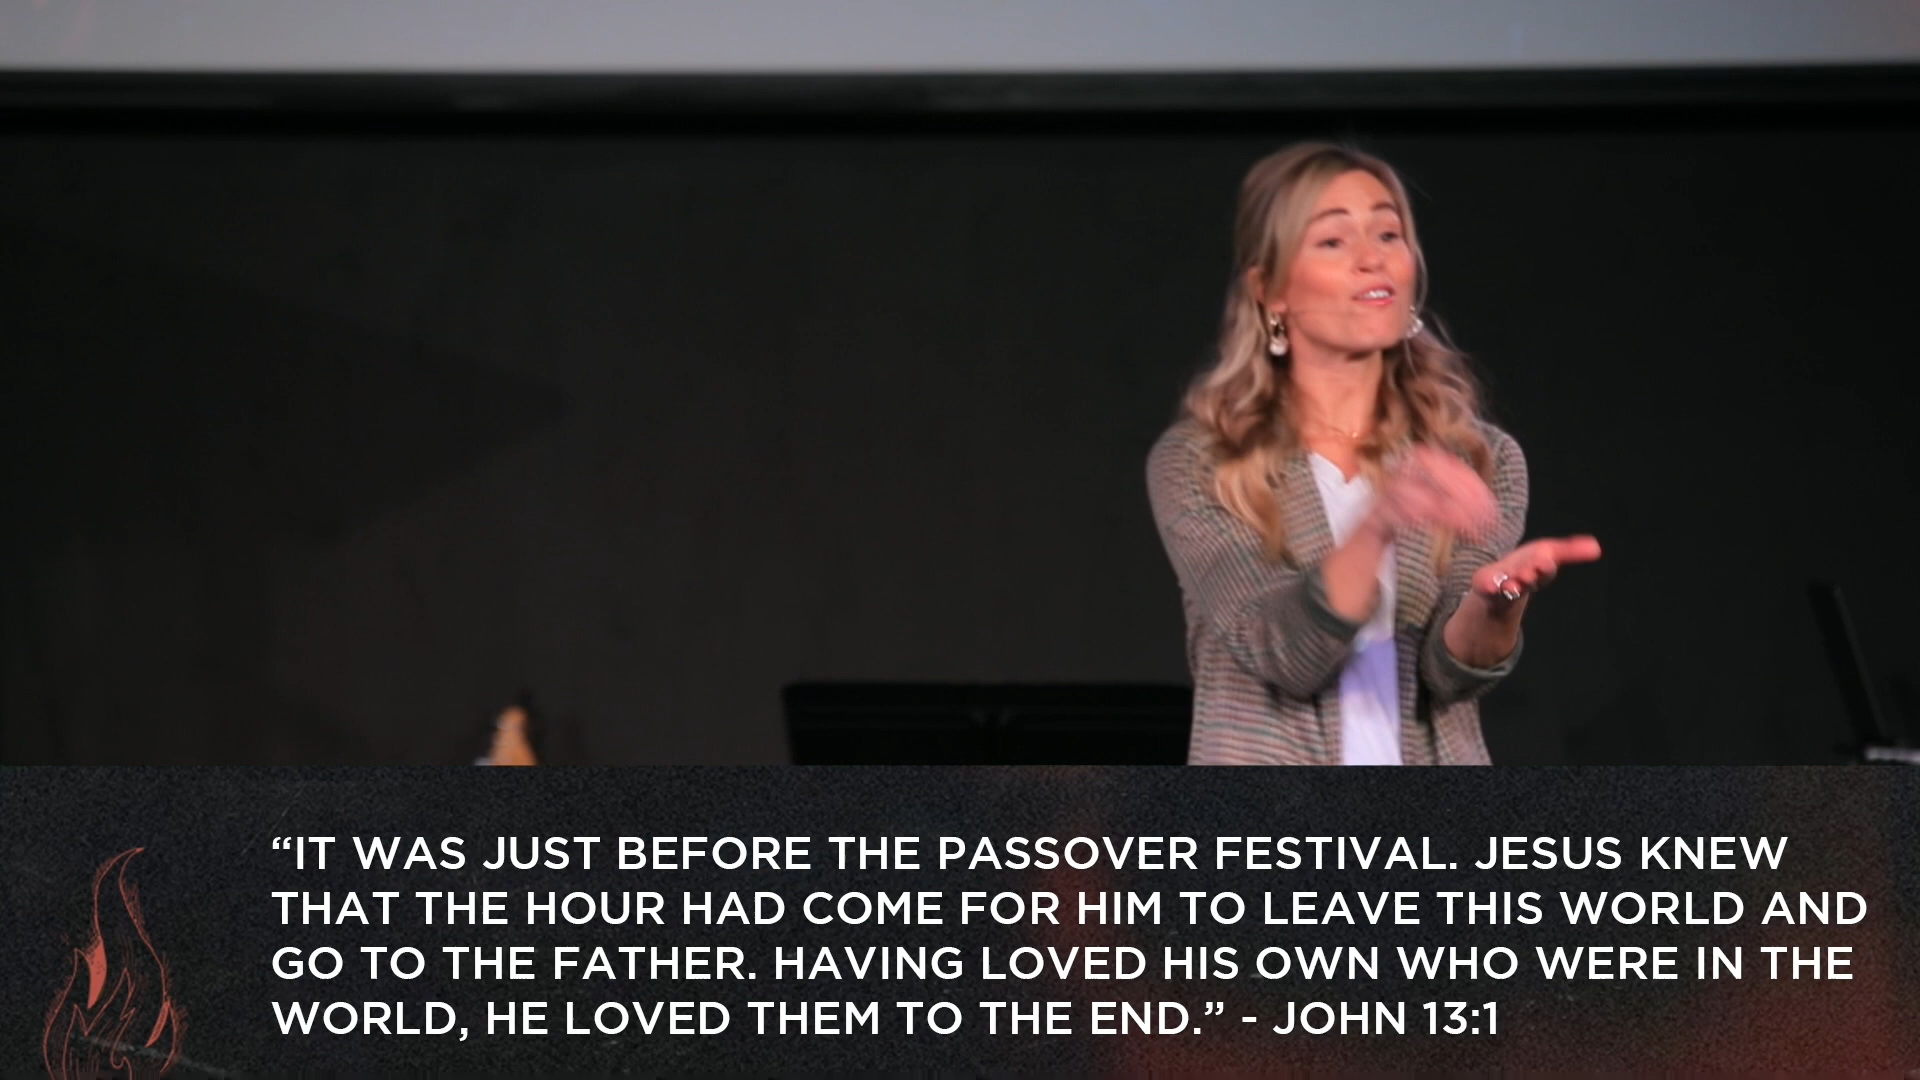 “IT WAS JUST BEFORE THE PASSOVER FESTIVAL. JESUS KNEW
THAT THE HOUR HAD COME FOR HIM TO LEAVE THIS WORLD AND
GO TO THE FATHER. HAVING LOVED HIS OWN WHO WERE IN THE
WORLD, HE LOVED THEM TO THE END.” - JOHN 13:1